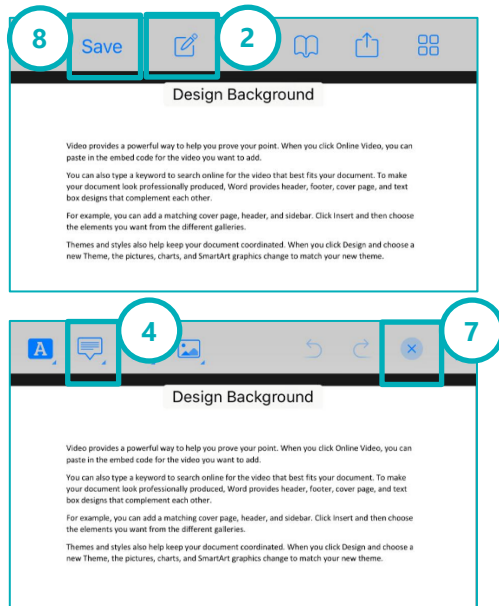 8
Save
2
Design Background
Video provides a powerful way to help you prove your point. When you click Online Video, you can
paste in the embed code for the video you want to add.
You can also type a keyword to search online for the video that best fits your document. To make
your document look professionally produced, Word provides header, footer, cover page, and text
box designs that complement each other.
For example, you can add a matching cover page, header, and sidebar. Click Insert and then choose
the elements you want from the different galleries.
Themes and styles also help keep your document coordinated. When you click Design and choose a
new Theme, the pictures, charts, and SmartArt graphics change to match your new theme.
A
4
7
Design Background
Video provides a powerful way to help you prove your point. When you click Online Video, you can
paste in the embed code for the video you want to add.
You can also type a keyword to search online for the video that best fits your document. To make
your document look professionally produced, Word provides header, footer, cover page, and text
box designs that complement each other.
For example, you can add a matching cover page, header, and sidebar. Click Insert and then choose
the elements you want from the different galleries.
Themes and styles also help keep your document coordinated. When you click Design and choose a
new Theme, the pictures, charts, and SmartArt graphics change to match your new theme.